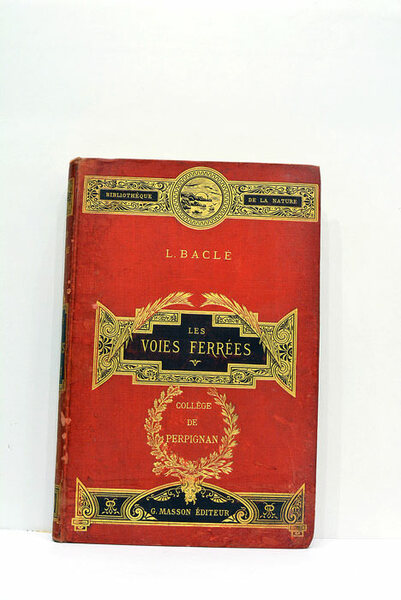 BIBLIOTHÈQUE DE LA NATURE
L. BACLÉ
LES
VOIES FERRÉES
COLLÈGE
DE
PERPIGNAN
G. MASSON ÉDITEUR